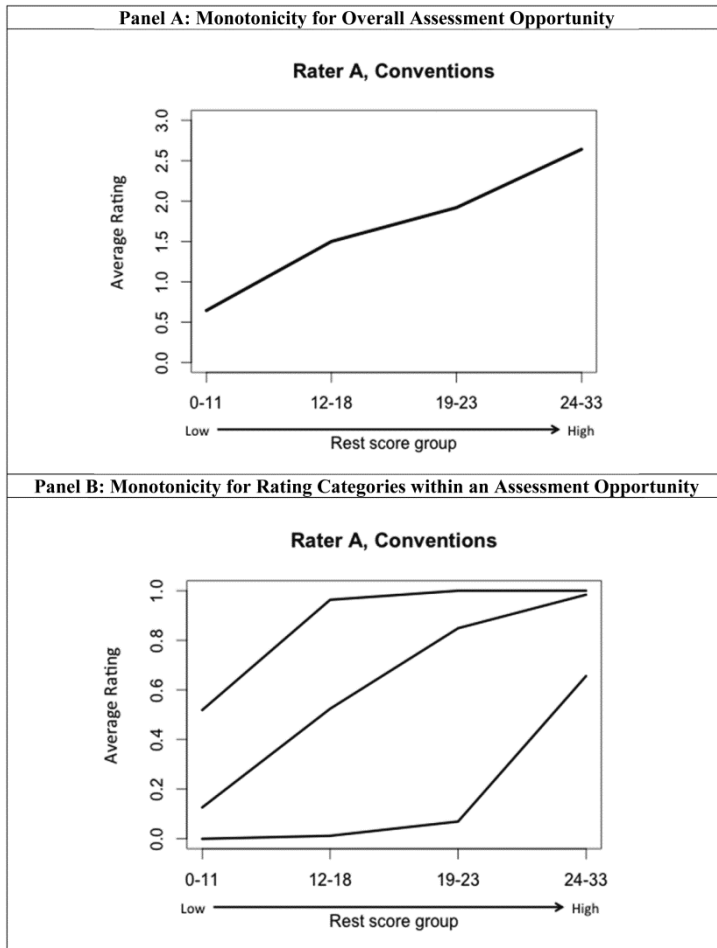 Panel A: Monotonicity for Overall Assessment Opportunity
Rater A, Conventions
Average Rating
3.0
2.5
2.0
1.5
1.0
0.5
0.0
0-11 12-18 19-23 24-33
Low High
Rest score group
Panel B: Monotonicity for Rating Categories within an Assessment Opportunity
Rater A, Conventions
Average Rating
1.0
0.8
0.6
0.4
0.2
0.0
0-11 12-18 19-23 24-33
Low High
Rest score group